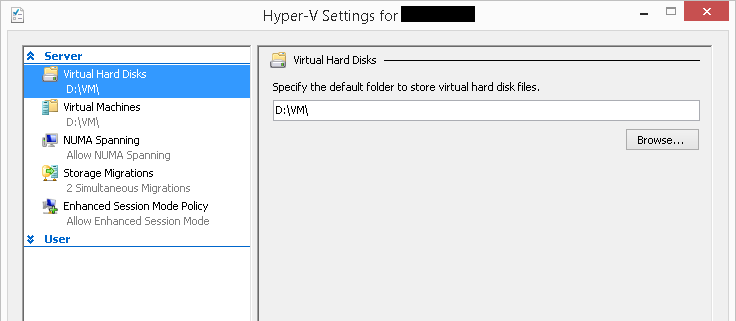 Hyper-V Settings for
Server
Virtual Hard Disks
D:\VM\
Virtual Machines
D:\VM\
NUMA Spanning
Allow NUMA Spanning
Storage Migrations
2 Simultaneous Migrations
Enhanced Session Mode Policy
Allow Enhanced Session Mode
User
Virtual Hard Disks
Specify the default folder to store virtual hard disk files.
D:\VM\
Browse...